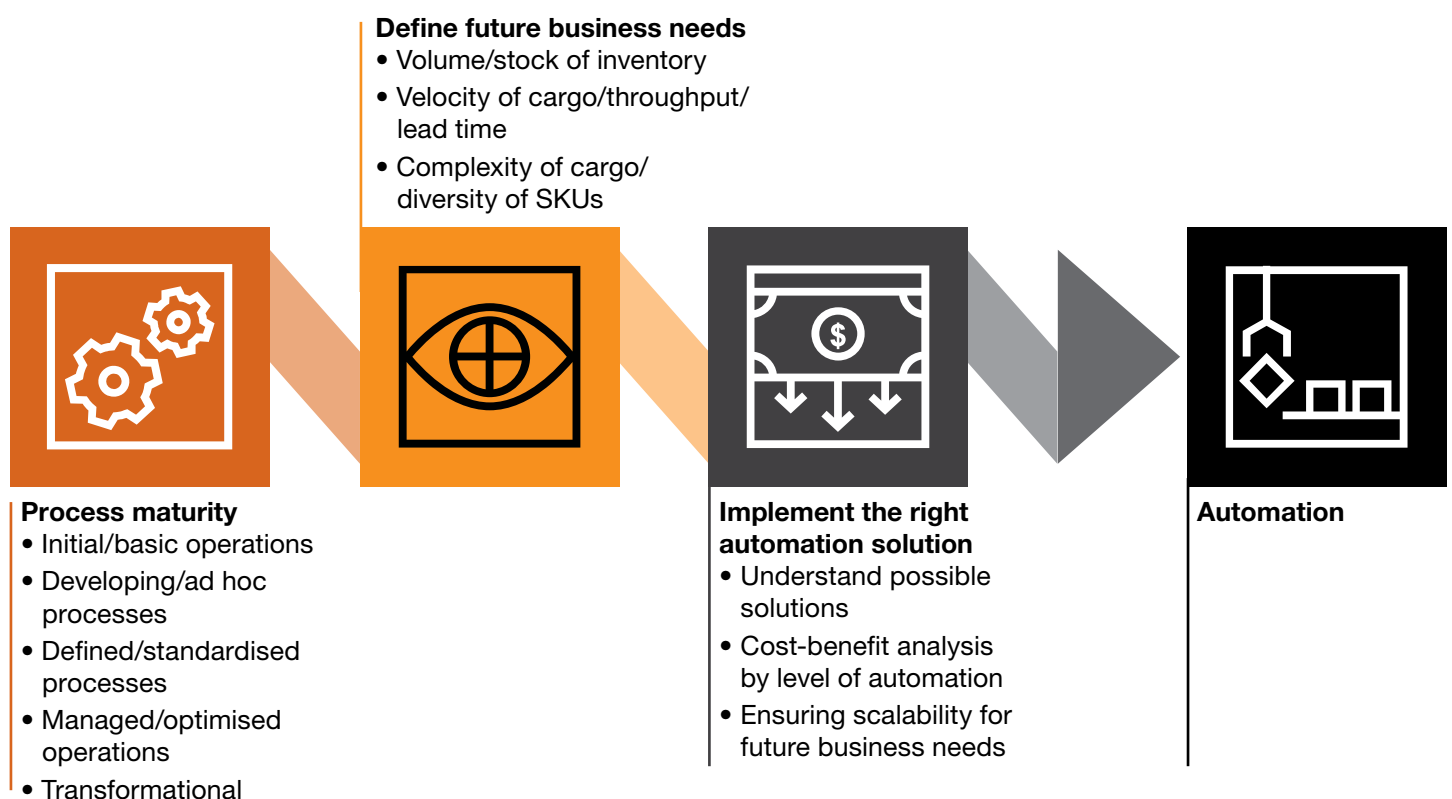 Define future business needs
• Volume/stock of inventory
• Velocity of cargo/throughput/
lead time
• Complexity of cargo/
diversity of SKUs
$
Process maturity
• Initial/basic operations
• Developing/ad hoc
processes
• Defined/standardised
processes
• Managed/optimised
operations
• Transformational
Implement the right
automation solution
• Understand possible
solutions
• Cost-benefit analysis
by level of automation
• Ensuring scalability for
future business needs
Automation